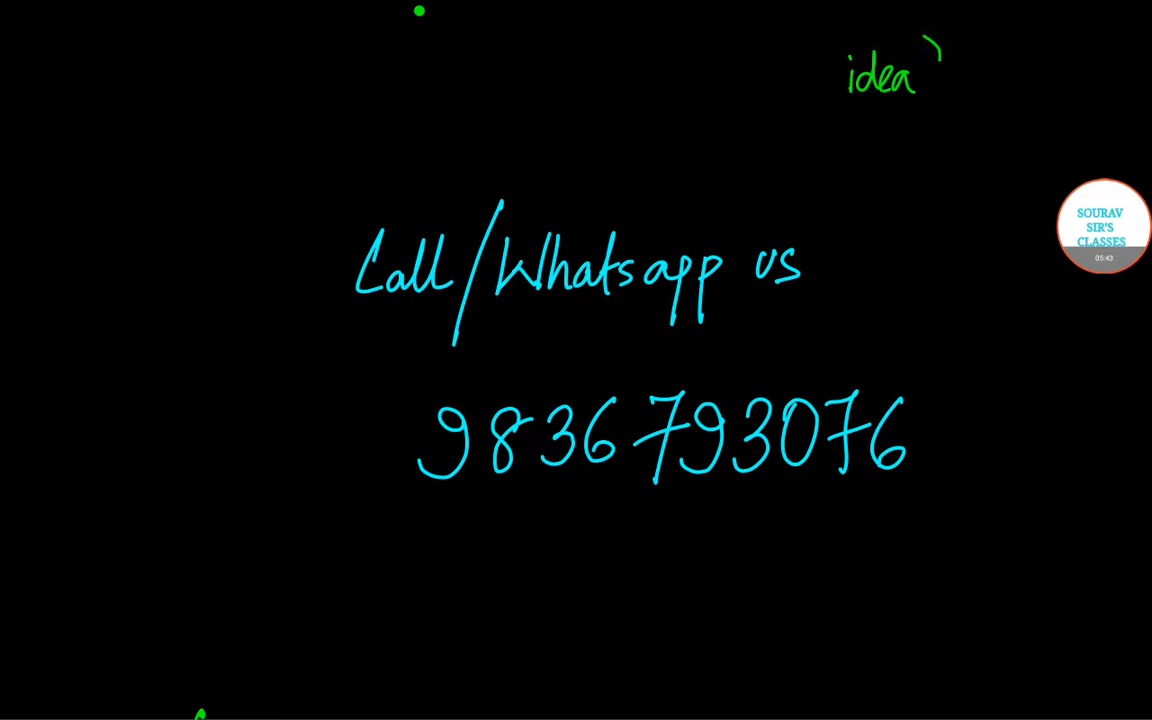 idea
Call/Whatsapp us
SOURAV
SIR'S
CLASSES
05:43
9836793076